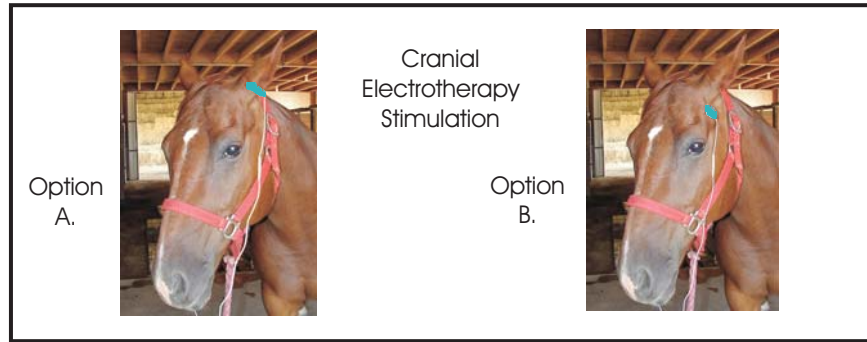 Cranial
Electrotherapy
Stimulation
Option
A.
Option
B.